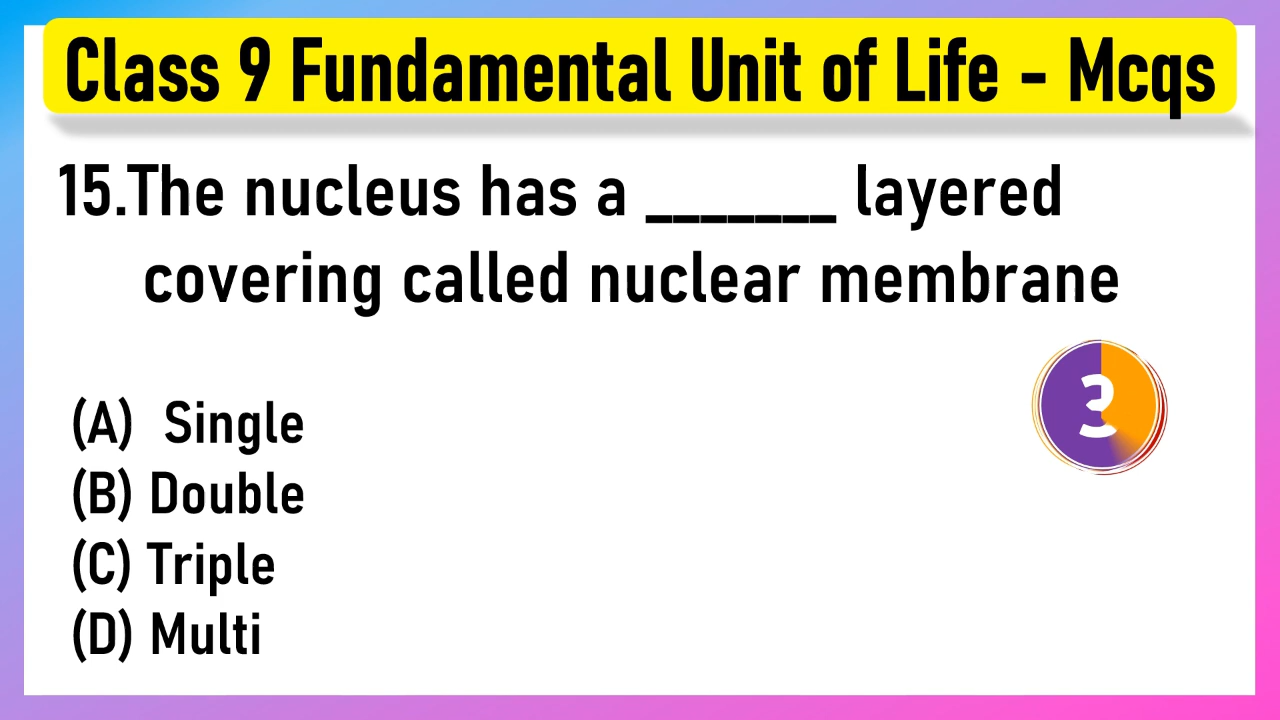 Class 9 Fundamental Unit of Life - Mcqs
15.The nucleus has a _______ layered
covering called nuclear membrane
3
(A) Single
(B) Double
(C) Triple
(D) Multi